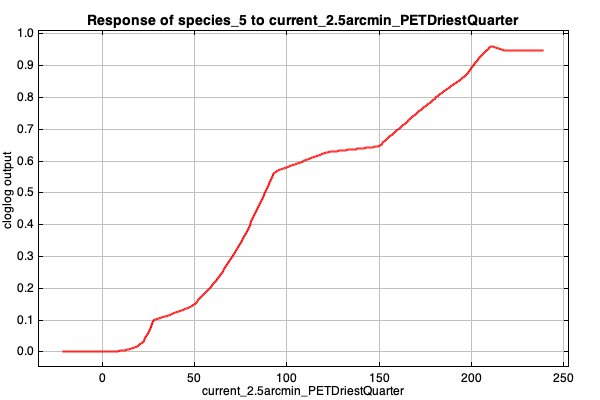 Response of species_5 to current_2.5arcmin_PETDriestQuarter
1.0
0.9
0.8
0.7
0.6
0.5
0.4
0.3
0.2
0.1
0.0
cloglog output
0 50 100 150 200 250
current_2.5arcmin_PETDriestQuarter